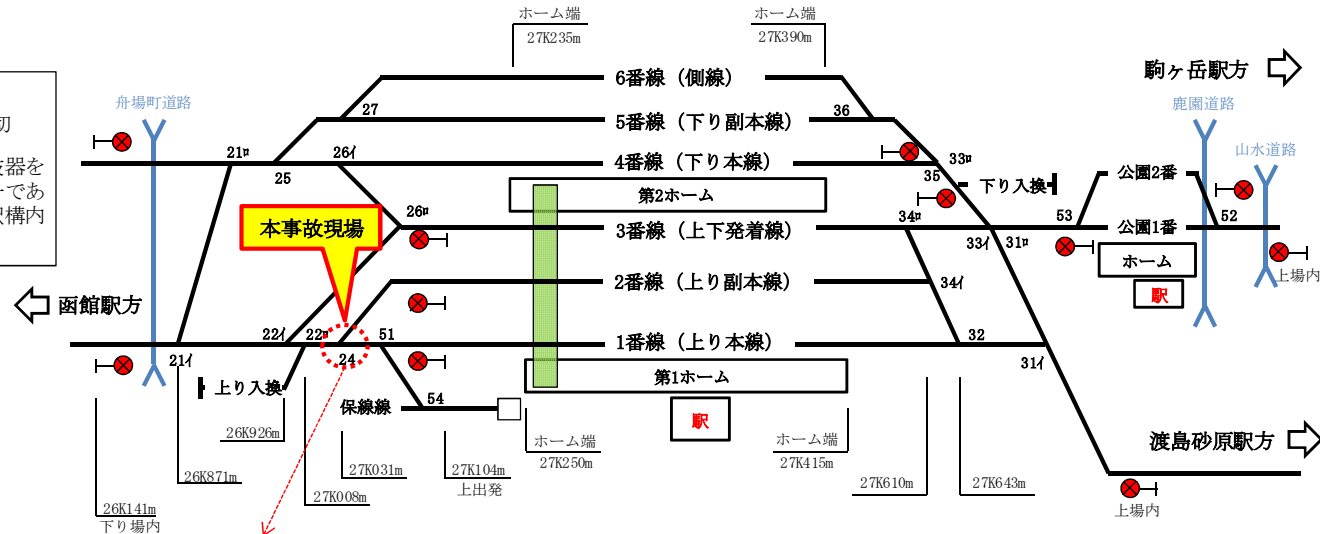 ホーム端
27K235m
ホーム端
27K390m
駒ヶ岳駅方
6番線（側線）
切
舟場町道路
鹿園道路
27
36
5番線（下り副本線）
技器を
ーであ
駅構内
21ﾛ
26ｲ
4番線（下り本線）
33ﾛ
山水道路
25
35
下り入換
公園2番
第2ホーム
本事故現場
26ﾛ
3番線（上下発着線）
34ﾛ
33ｲ
31ﾛ
53
公園1番
52
ホーム
上場内
駅
函館駅方
2番線（上り副本線）
34ｲ
22ｲ
22ﾛ
51
1番線（上り本線）
32
21ｲ
24
31ｲ
上り入換
第1ホーム
保線線
54
駅
26K926m
ホーム端
27K250m
ホーム端
27K415m
渡島砂原駅方
26K871m
27K031m
27K104m
上出発
27K008m
27K610m
27K643m
26K141m
下り場内
上場内